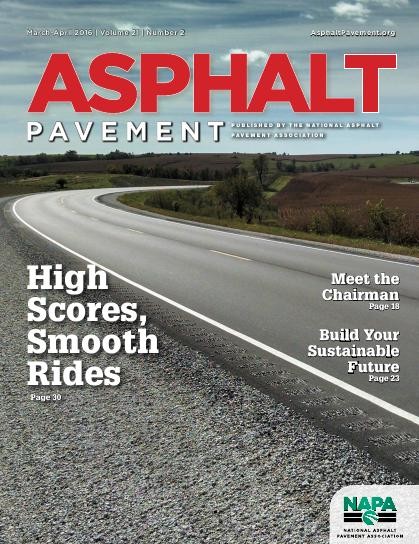 March-April 2016 | Volume 21 | Number 2
AsphaltPavement.org
ASPHALT
PAVEMENT
PUBLISHED BY THE NATIONAL ASPHALT
PAVEMENT ASSOCIATION
High
Scores,
Smooth
Rides
Page 30
Meet the
Chairman
Page 18
Build Your
Sustainable
Future
Page 23
NAPA
NATIONAL ASPHALT
PAVEMENT ASSOCIATION